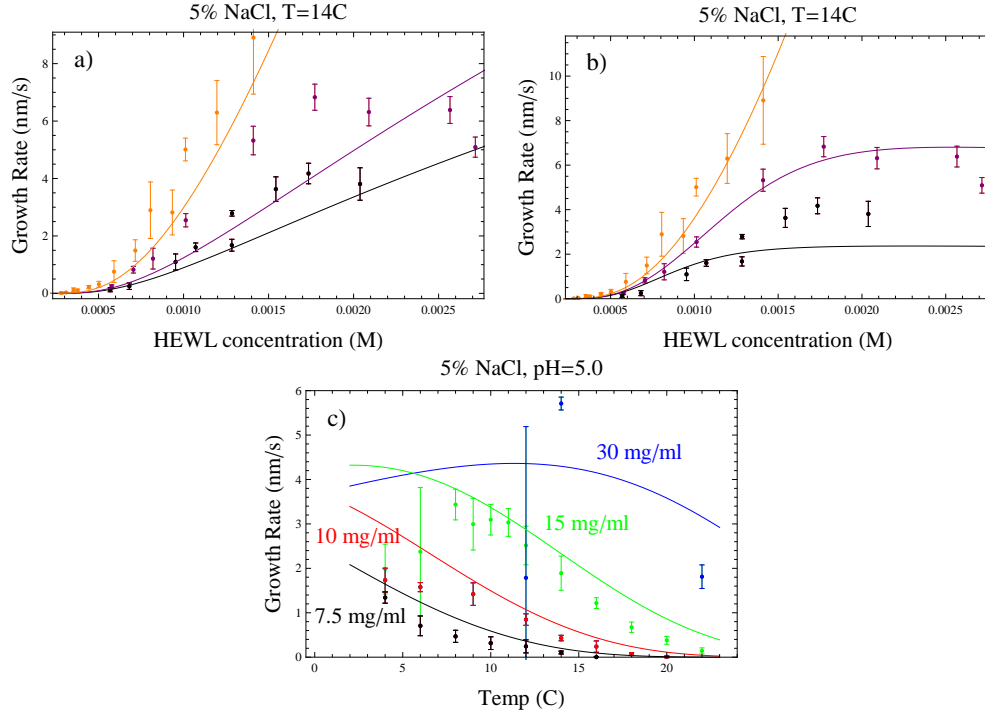 5% NaCl, T=14C
a)
Growth Rate (nm/s)
8
6
4
2
0
0.0005 0.0010 0.0015 0.0020 0.0025
HEWL concentration (M)
5% NaCl, T=14C
b)
Growth Rate (nm/s)
10
8
6
4
2
0
0.0005 0.0010 0.0015 0.0020 0.0025
HEWL concentration (M)
5% NaCl, pH=5.0
c)
Growth Rate (nm/s)
6
5
4
3
2
1
0
30 mg/ml
15 mg/ml
10 mg/ml
7.5 mg/ml
0 5 10 15 20
Temp (C)